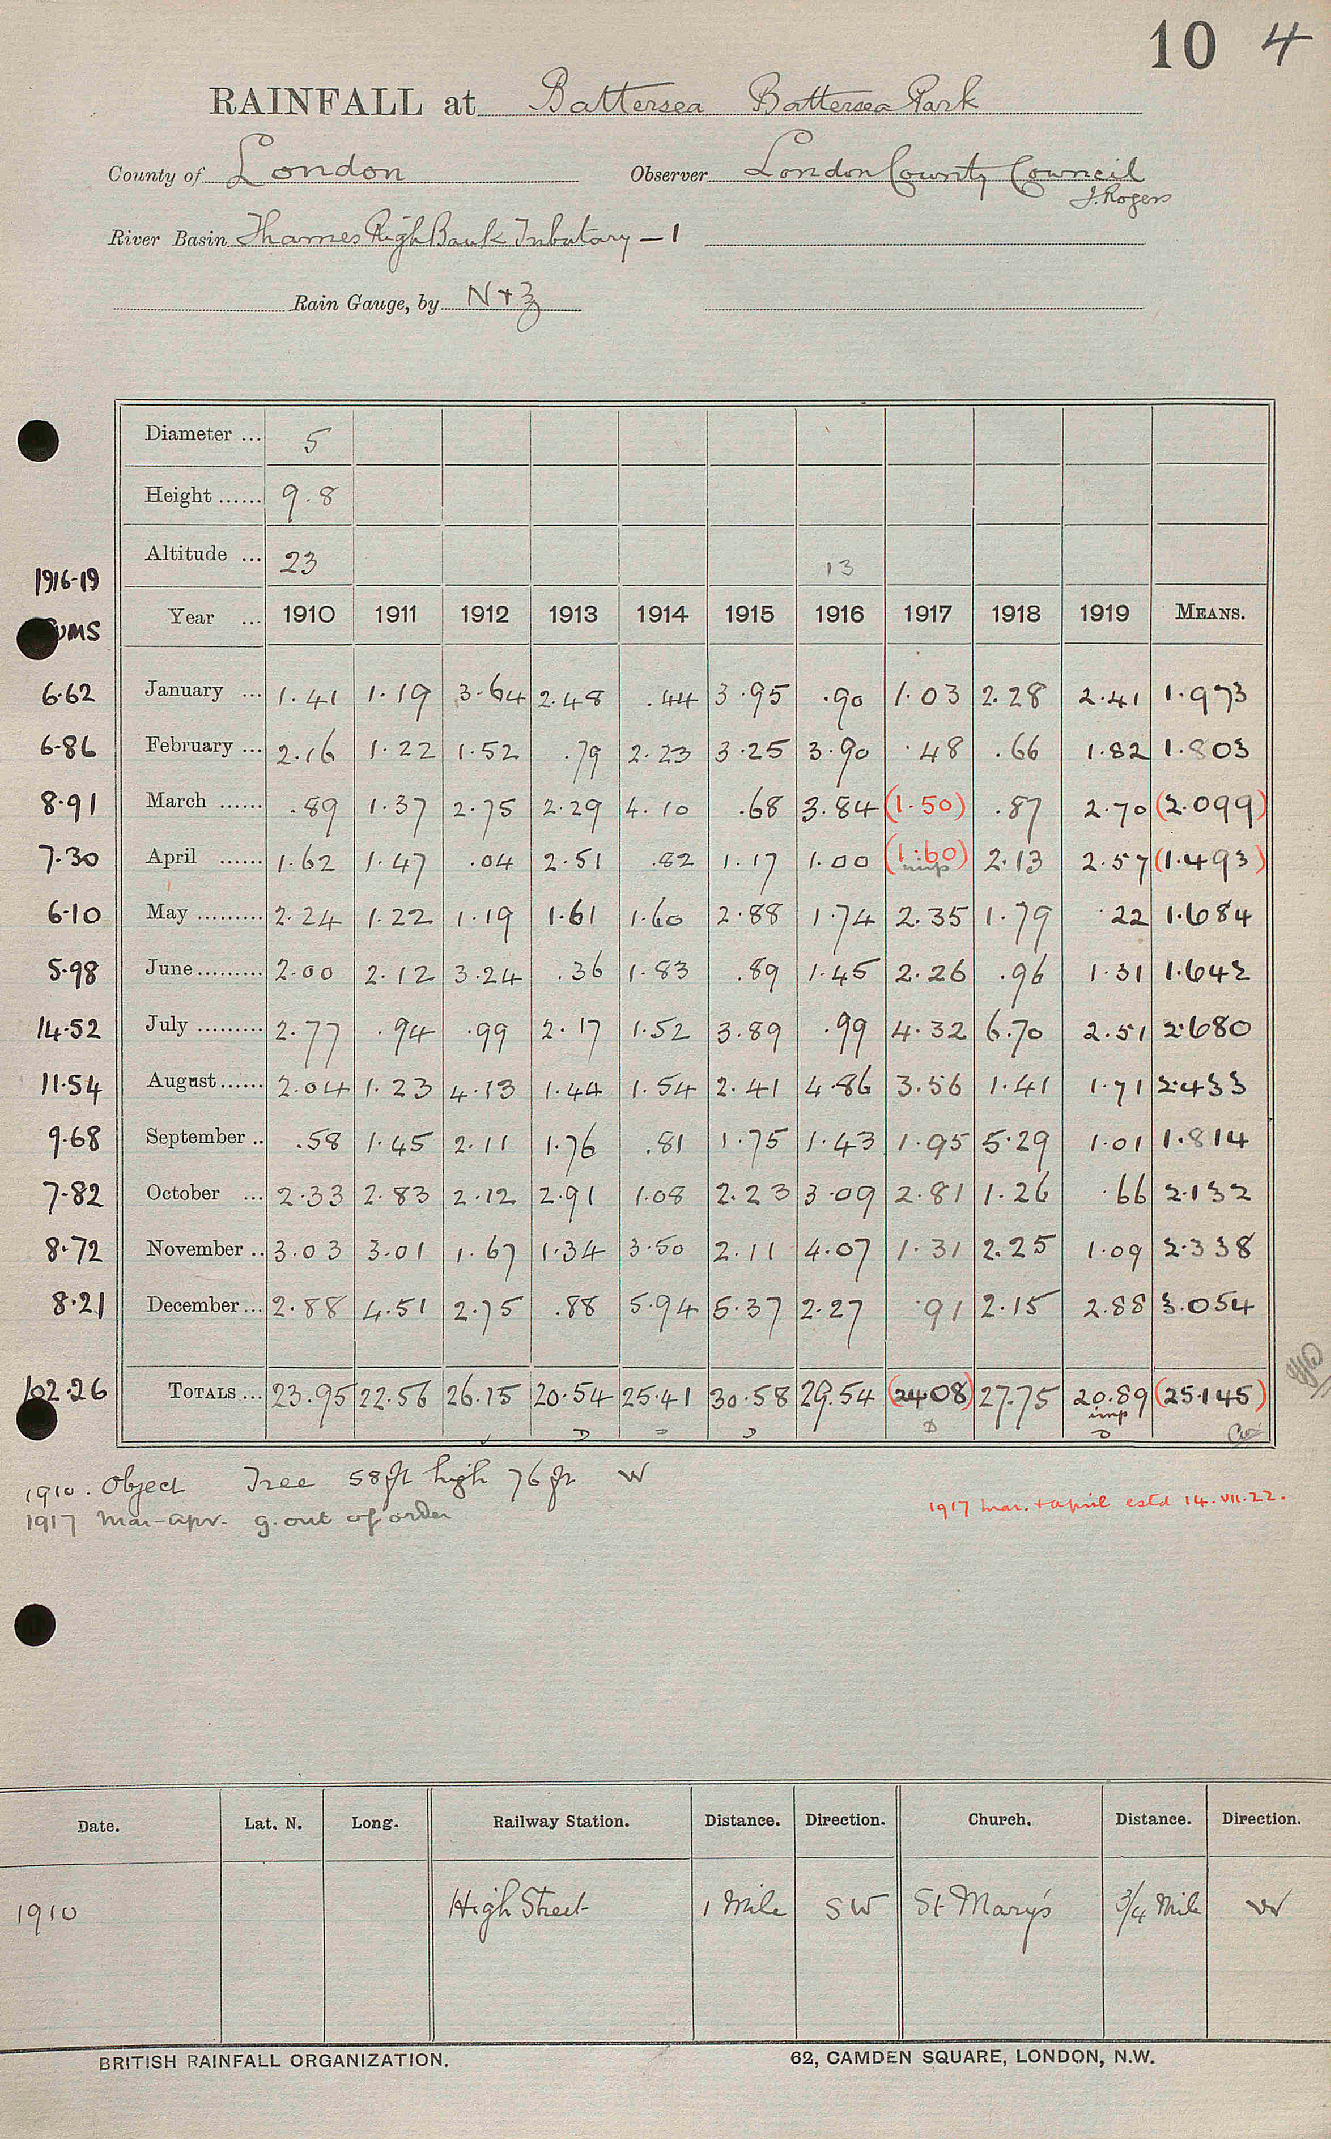 10 4
RAINFALL at Battersea Battersea Park
County of London Observer London County Council
J. Rogers
River Basin Thames Righ Bank Tributary - 1
Rain Gauge, by N + Z
Diameter ... 5
Height ...... 9.8
Altitude ... 23 13
1916-19
UMS
Year ... 1910 1911 1912 1913 1914 1915 1916 1917 1918 1919 MEANS.
6.62 January ... 1.41 1.19 3.64 2.48 .44 3.95 .90 1.03 2.28 2.41 1.973
6.86 February ... 2.16 1.22 1.52 .79 2.23 3.25 3.90 .48 .66 1.82 1.803
8.91 March ...... .89 1.37 2.75 2.29 4.10 .68 3.84 (1.50) .87 2.70 (2.099)
7.30 April ...... 1.62 1.47 .04 2.51 .82 1.17 1.00 (1.60) 2.13 2.57 (1.493)
imp
6.10 May ......... 2.24 1.22 1.19 1.61 1.60 2.88 1.74 2.35 1.79 .22 1.684
5.98 June ......... 2.00 2.12 3.24 .36 1.83 .89 1.45 2.26 .96 1.31 1.642
14.52 July ......... 2.77 .94 .99 2.17 1.52 3.89 .99 4.32 6.70 2.51 2.680
11.54 August ...... 2.04 1.23 4.13 1.44 1.54 2.41 4.86 3.56 1.41 1.71 2.433
9.68 September .. .58 1.45 2.11 1.76 .81 1.75 1.43 1.95 5.29 1.01 1.814
7.82 October ... 2.33 2.83 2.12 2.91 1.08 2.23 3.09 2.81 1.26 .66 2.132
8.72 November .. 3.03 3.01 1.67 1.34 3.50 2.11 4.07 1.31 2.25 1.09 2.338
8.21 December ... 2.88 4.51 2.75 .88 5.94 5.37 2.27 .91 2.15 2.88 3.054
102.26 TOTALS ... 23.95 22.56 26.15 20.54 25.41 30.58 29.54 (24.08) 27.75 20.89 (25.145)
imp
1910. Object Tree 58 ft high 76 ft W
1917 Mar-Apr. g. out of order
1917 Mar. + April estd 14.VII.22.
Date. Lat. N. Long. Railway Station. Distance. Direction. Church. Distance. Direction.
1910 High Street 1 Mile SW St Mary's 3/4 Mile W
BRITISH RAINFALL ORGANIZATION. 62, CAMDEN SQUARE, LONDON, N.W.